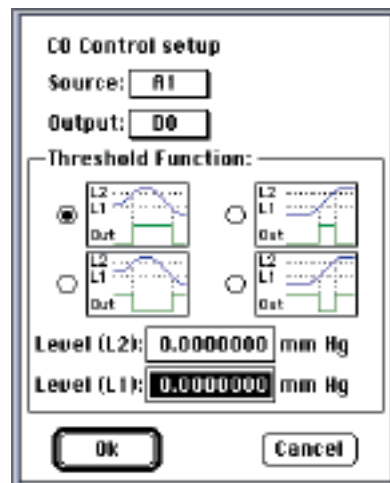 C0 Control setup
Source: A1
Output: D0
Threshold Function:
L2
L1
Out
L2
L1
Out
L2
L1
Out
L2
L1
Out
Level (L2): 0.0000000 mm Hg
Level (L1): 0.0000000 mm Hg
Ok Cancel